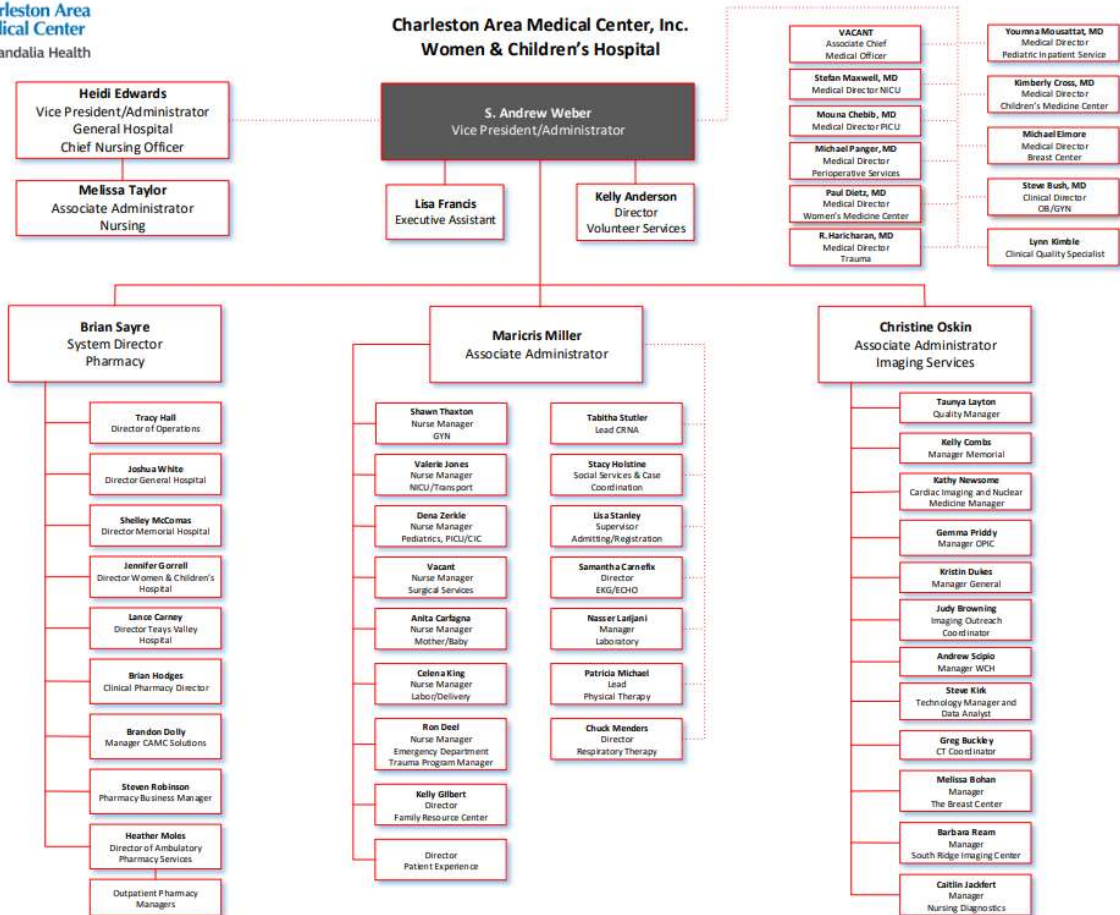 rleston Area
lical Center
andalia Health
Charleston Area Medical Center, Inc.
Women & Children's Hospital
Heidi Edwards
Vice President/Administrator
General Hospital
Chief Nursing Officer
Melissa Taylor
Associate Administrator
Nursing
S. Andrew Weber
Vice President/Administrator
Lisa Francis
Executive Assistant
Kelly Anderson
Director
Volunteer Services
VACANT
Associate Chief
Medical Officer
Stefan Maxwell, MD
Medical Director NICU
Mouna Chebib, MD
Medical Director PICU
Michael Panger, MD
Medical Director
Perioperative Services
Paul Dietz, MD
Medical Director
Women's Medicine Center
R. Haricharan, MD
Medical Director
Trauma
Youmna Mousattat, MD
Medical Director
Pediatric Inpatient Service
Kimberly Cross, MD
Medical Director
Children's Medicine Center
Michael Elmore
Medical Director
Breast Center
Steve Bush, MD
Clinical Director
OB/GYN
Lynn Kimble
Clinical Quality Specialist
Brian Sayre
System Director
Pharmacy
Tracy Hall
Director of Operations
Joshua White
Director General Hospital
Shelley McComas
Director Memorial Hospital
Jennifer Gorrell
Director Women & Children's
Hospital
Lance Carney
Director Teays Valley
Hospital
Brian Hodges
Clinical Pharmacy Director
Brandon Dolly
Manager CAMC Solutions
Steven Robinson
Pharmacy Business Manager
Heather Moles
Director of Ambulatory
Pharmacy Services
Outpatient Pharmacy
Managers
Maricris Miller
Associate Administrator
Shawn Thaxton
Nurse Manager
GYN
Valerie Jones
Nurse Manager
NICU/Transport
Dena Zerkle
Nurse Manager
Pediatrics, PICU/CIC
Vacant
Nurse Manager
Surgical Services
Anita Carfagna
Nurse Manager
Mother/Baby
Celena King
Nurse Manager
Labor/Delivery
Ron Deel
Nurse Manager
Emergency Department
Trauma Program Manager
Kelly Gilbert
Director
Family Resource Center
Director
Patient Experience
Tabitha Stutler
Lead CRNA
Stacy Holstine
Social Services & Case
Coordination
Lisa Stanley
Supervisor
Admitting/Registration
Samantha Carnefix
Director
EKG/ECHO
Nasser Larijani
Manager
Laboratory
Patricia Michael
Lead
Physical Therapy
Chuck Menders
Director
Respiratory Therapy
Christine Oskin
Associate Administrator
Imaging Services
Taunya Layton
Quality Manager
Kelly Combs
Manager Memorial
Kathy Newsome
Cardiac Imaging and Nuclear
Medicine Manager
Gemma Priddy
Manager OPIC
Kristin Dukes
Manager General
Judy Browning
Imaging Outreach
Coordinator
Andrew Scipio
Manager WCH
Steve Kirk
Technology Manager and
Data Analyst
Greg Buckley
CT Coordinator
Melissa Bohan
Manager
The Breast Center
Barbara Ream
Manager
South Ridge Imaging Center
Caitlin Jackfert
Manager
Nursing Diagnostics